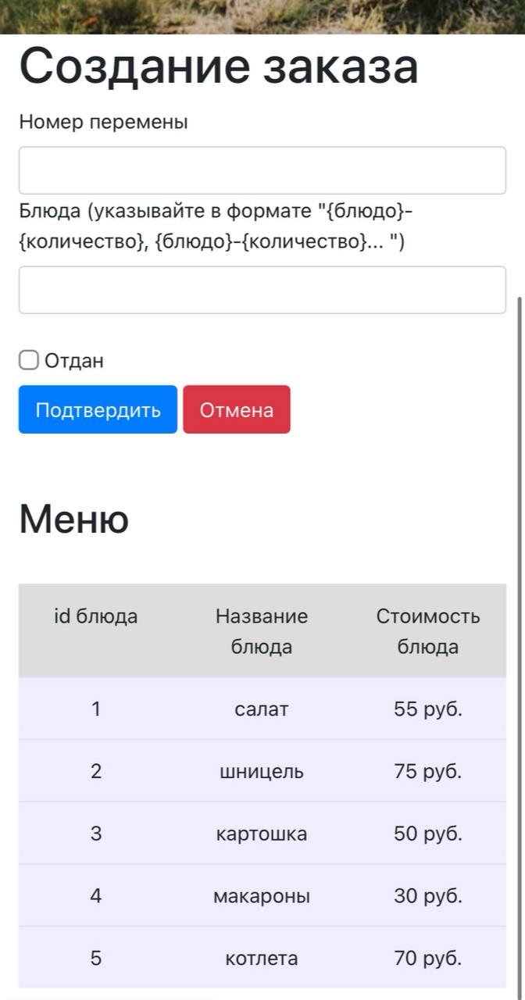 Создание заказа
Номер перемены
Блюда (указывайте в формате "{блюдо}-
{количество}, {блюдо}-{количество}... ")
Отдан
Подтвердить Отмена
Меню
id блюда Название блюда Стоимость блюда
1 салат 55 руб.
2 шницель 75 руб.
3 картошка 50 руб.
4 макароны 30 руб.
5 котлета 70 руб.